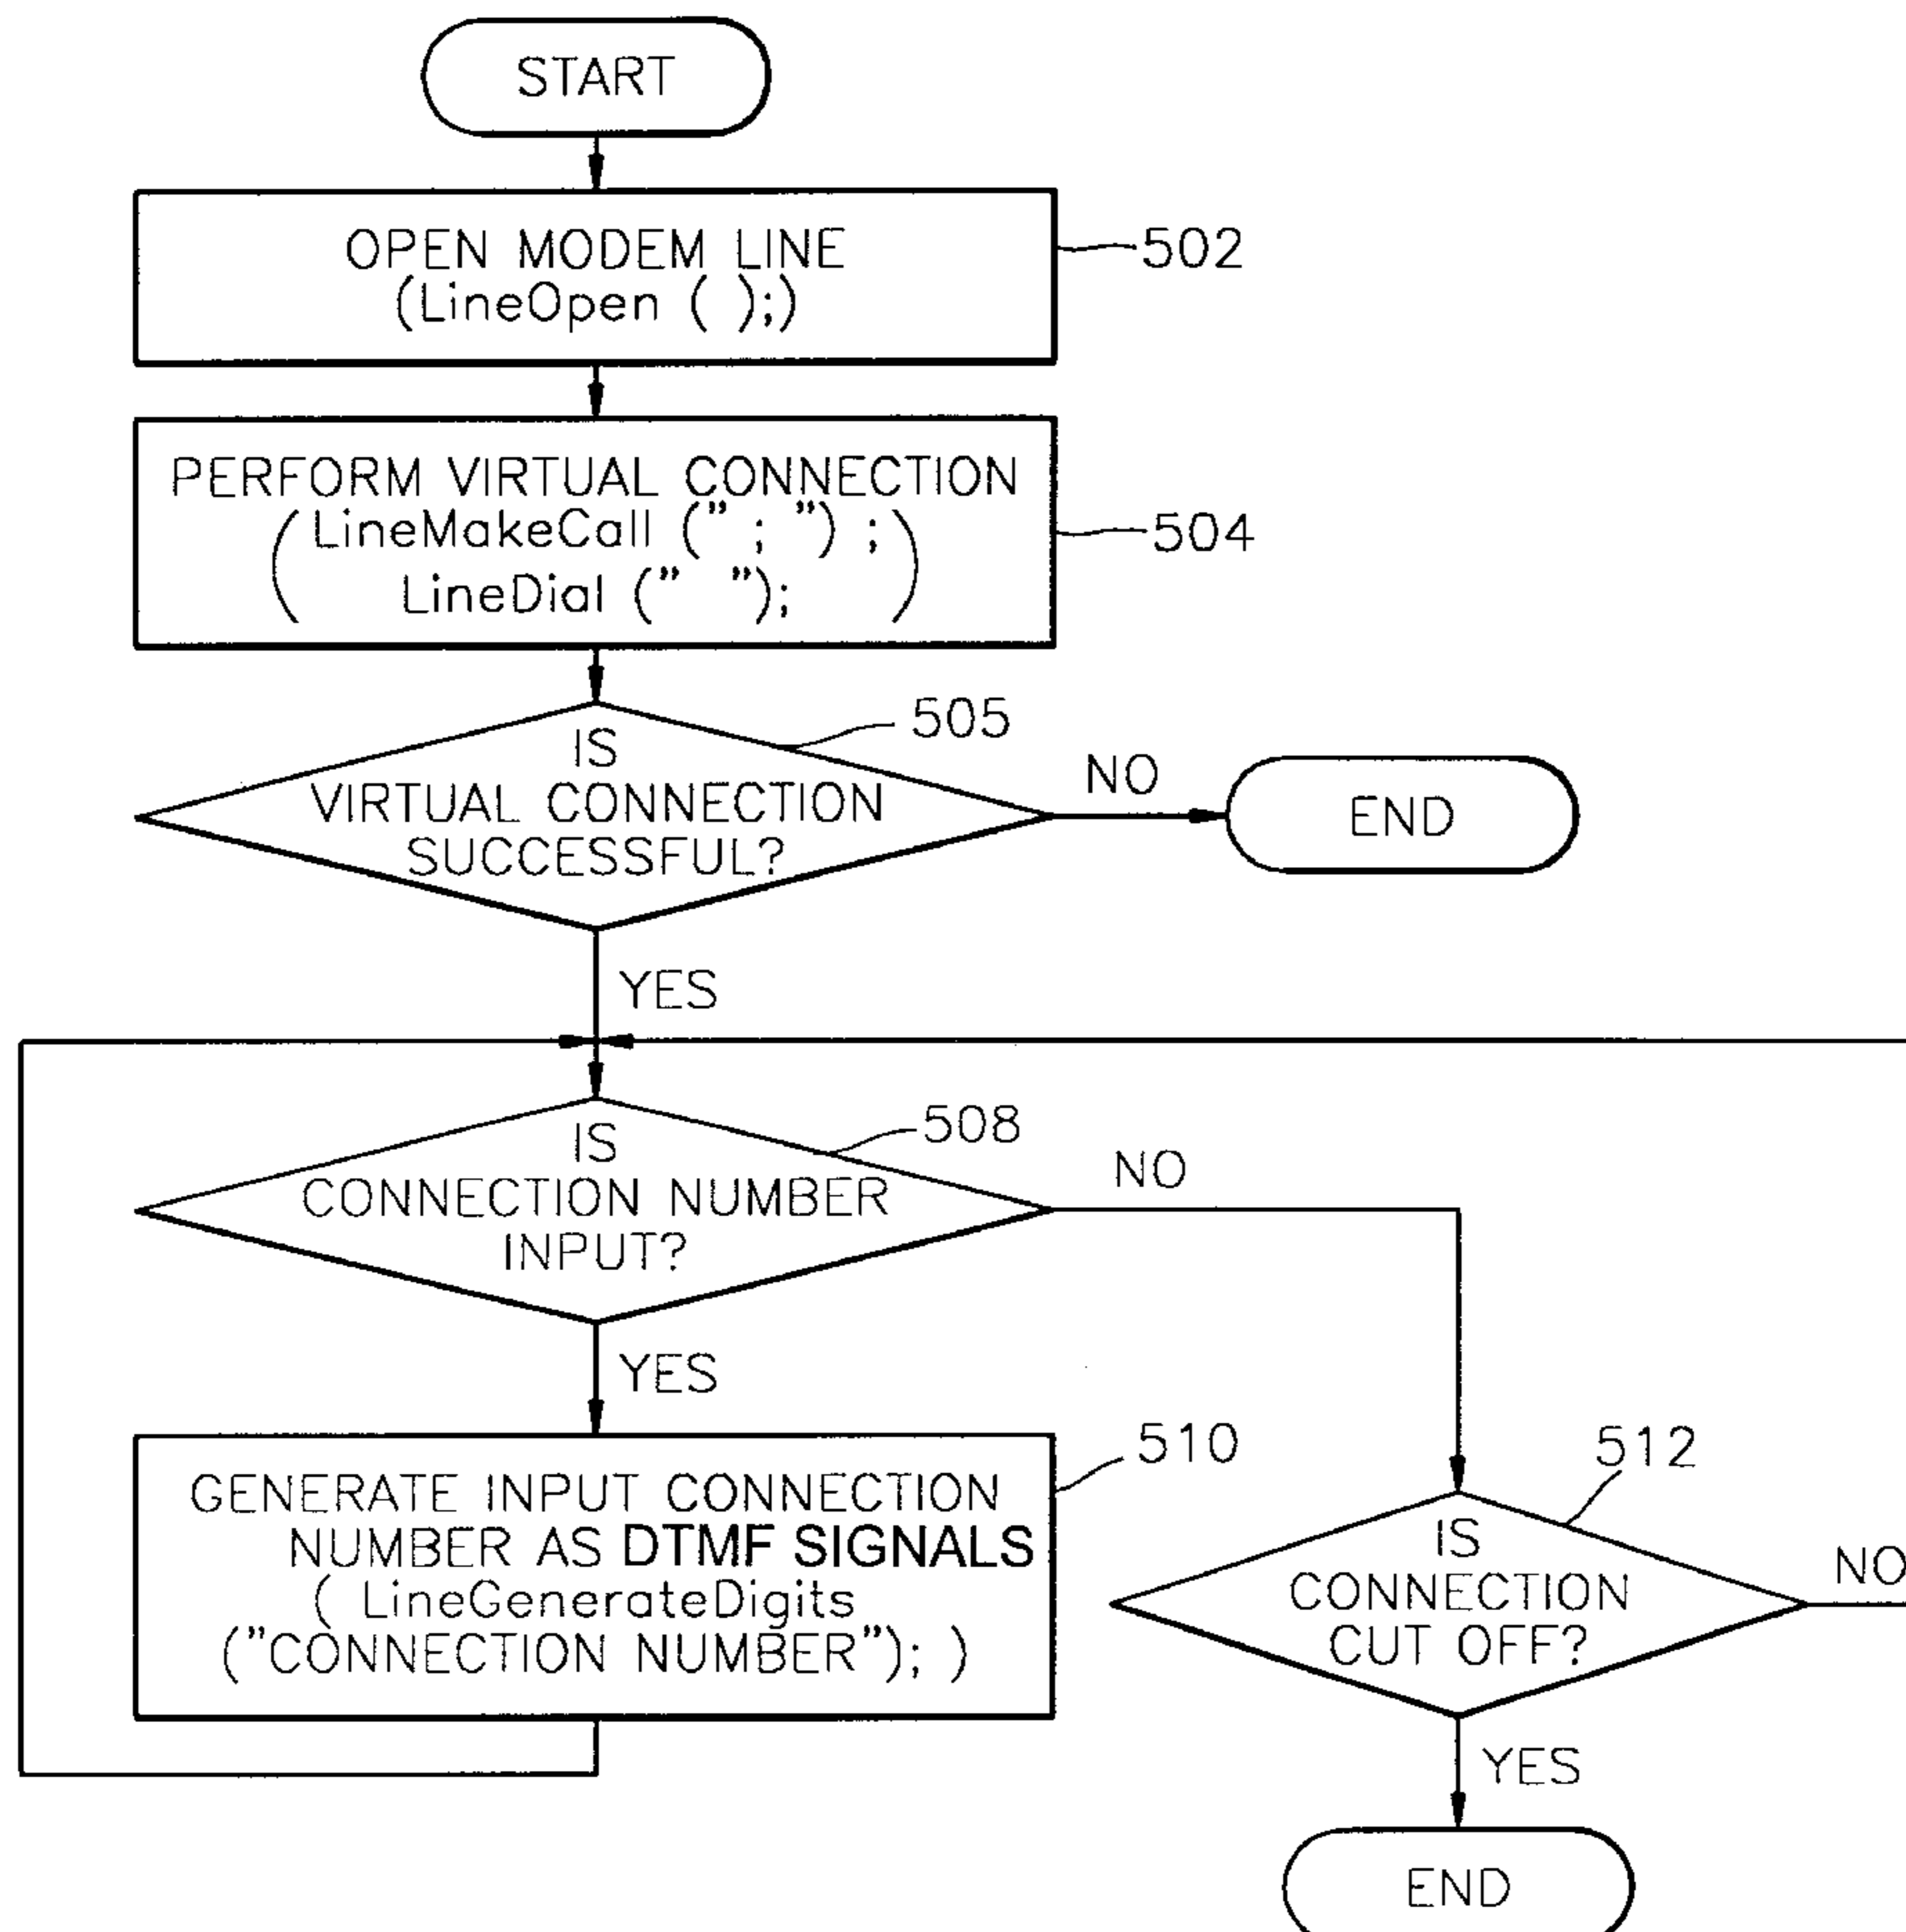 START
OPEN MODEM LINE
(LineOpen ( );)
502
PERFORM VIRTUAL CONNECTION
(LineMakeCall (" ; ") ;
LineDial (" "); )
504
505
IS
VIRTUAL CONNECTION
SUCCESSFUL?
NO
END
YES
508
IS
CONNECTION NUMBER
INPUT?
NO
YES
510
GENERATE INPUT CONNECTION
NUMBER AS DTMF SIGNALS
( LineGenerateDigits
("CONNECTION NUMBER"); )
512
IS
CONNECTION
CUT OFF?
NO
YES
END